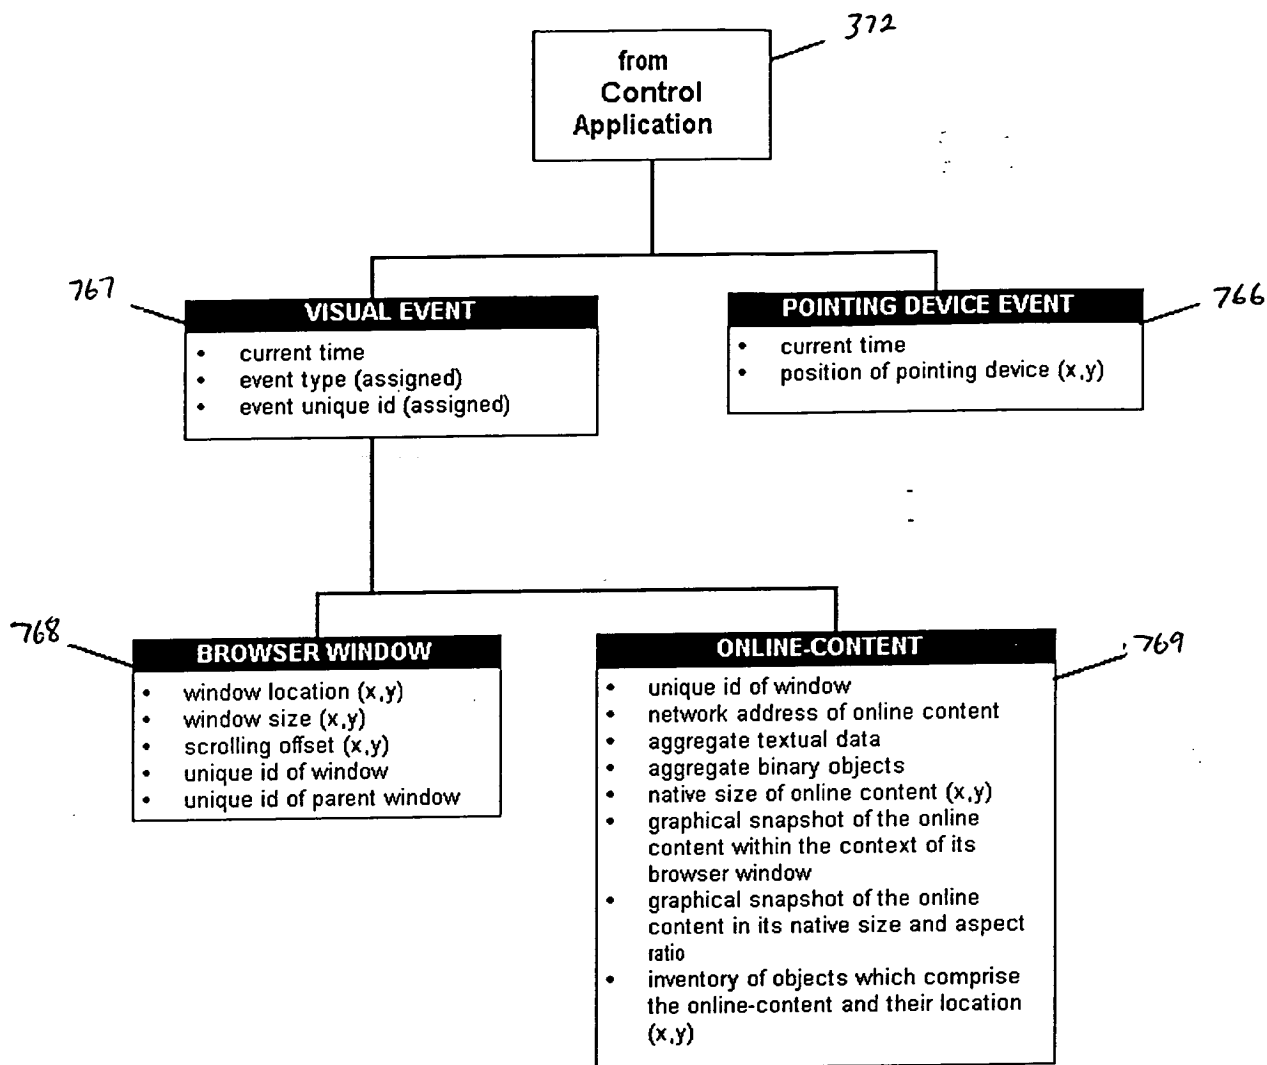 372
from
Control
Application
767
VISUAL EVENT
• current time
• event type (assigned)
• event unique id (assigned)
766
POINTING DEVICE EVENT
• current time
• position of pointing device (x,y)
768
BROWSER WINDOW
• window location (x,y)
• window size (x,y)
• scrolling offset (x,y)
• unique id of window
• unique id of parent window
769
ONLINE-CONTENT
• unique id of window
• network address of online content
• aggregate textual data
• aggregate binary objects
• native size of online content (x,y)
• graphical snapshot of the online
content within the context of its
browser window
• graphical snapshot of the online
content in its native size and aspect
ratio
• inventory of objects which comprise
the online-content and their location
(x,y)